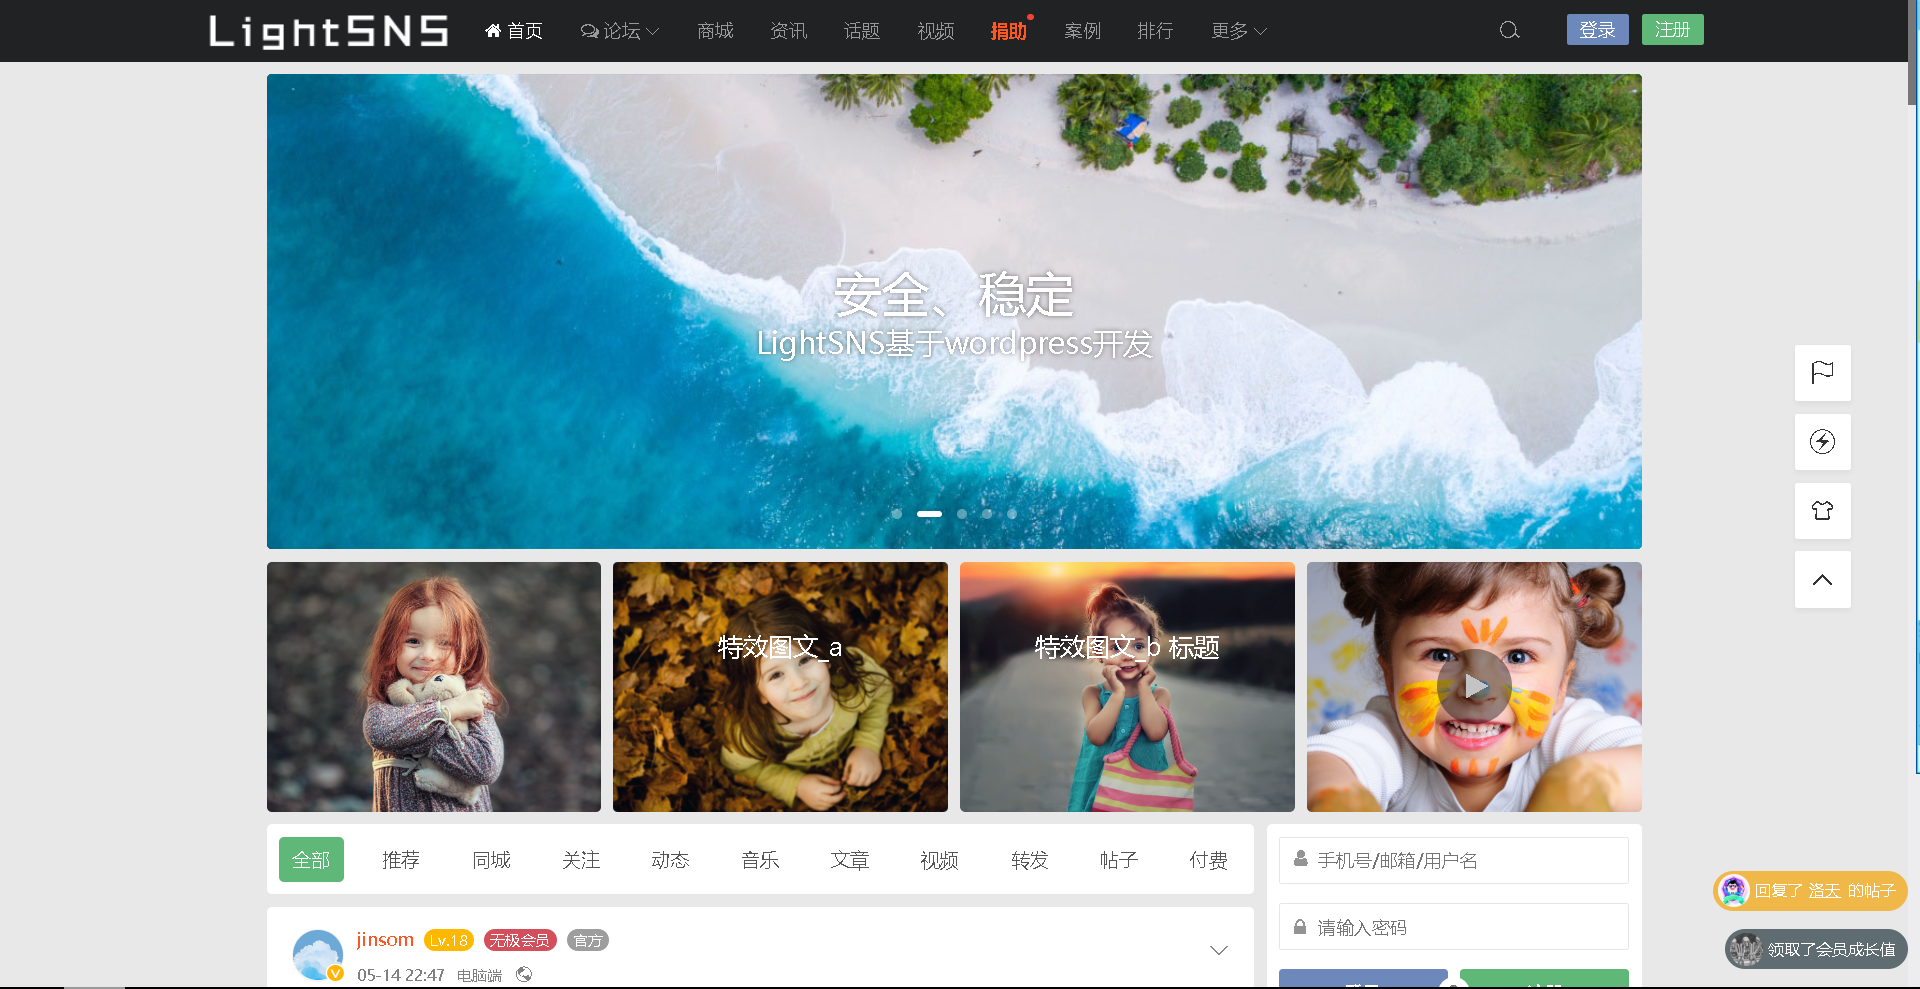 LightSNS
首页 论坛 商城 资讯 话题 视频 捐助 案例 排行 更多 登录 注册
安全、稳定
LightSNS基于wordpress开发
特效图文_a
特效图文_b 标题
全部 推荐 同城 关注 动态 音乐 文章 视频 转发 帖子 付费
手机号/邮箱/用户名
请输入密码
jinsom Lv.18 无极会员 官方
05-14 22:47 电脑端
回复了 渚天 的帖子
领取了会员成长值